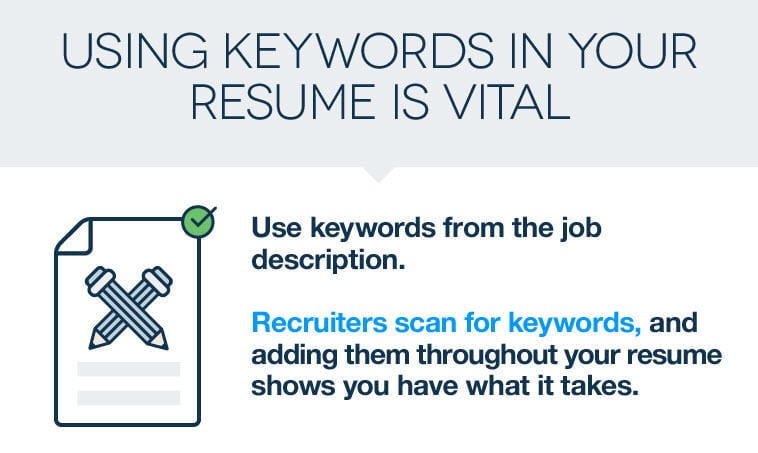 USING KEYWORDS IN YOUR
RESUME IS VITAL
Use keywords from the job
description.
Recruiters scan for keywords, and
adding them throughout your resume
shows you have what it takes.